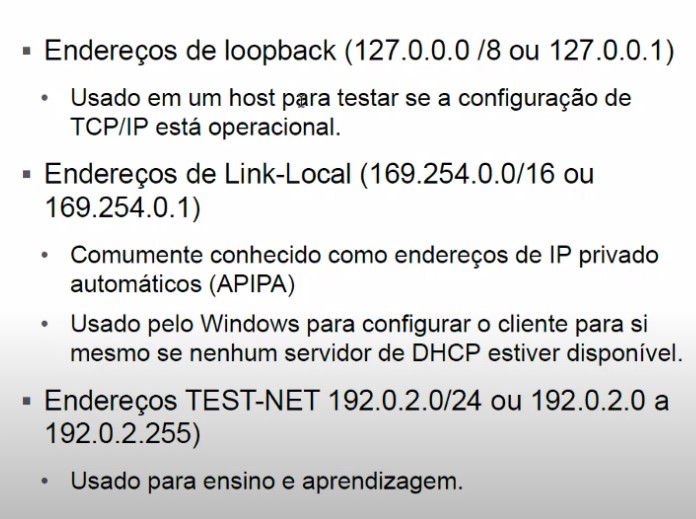 ▪ Endereços de loopback (127.0.0.0 /8 ou 127.0.0.1)
• Usado em um host para testar se a configuração de
TCP/IP está operacional.
▪ Endereços de Link-Local (169.254.0.0/16 ou
169.254.0.1)
• Comumente conhecido como endereços de IP privado
automáticos (APIPA)
• Usado pelo Windows para configurar o cliente para si
mesmo se nenhum servidor de DHCP estiver disponível.
▪ Endereços TEST-NET 192.0.2.0/24 ou 192.0.2.0 a
192.0.2.255)
• Usado para ensino e aprendizagem.